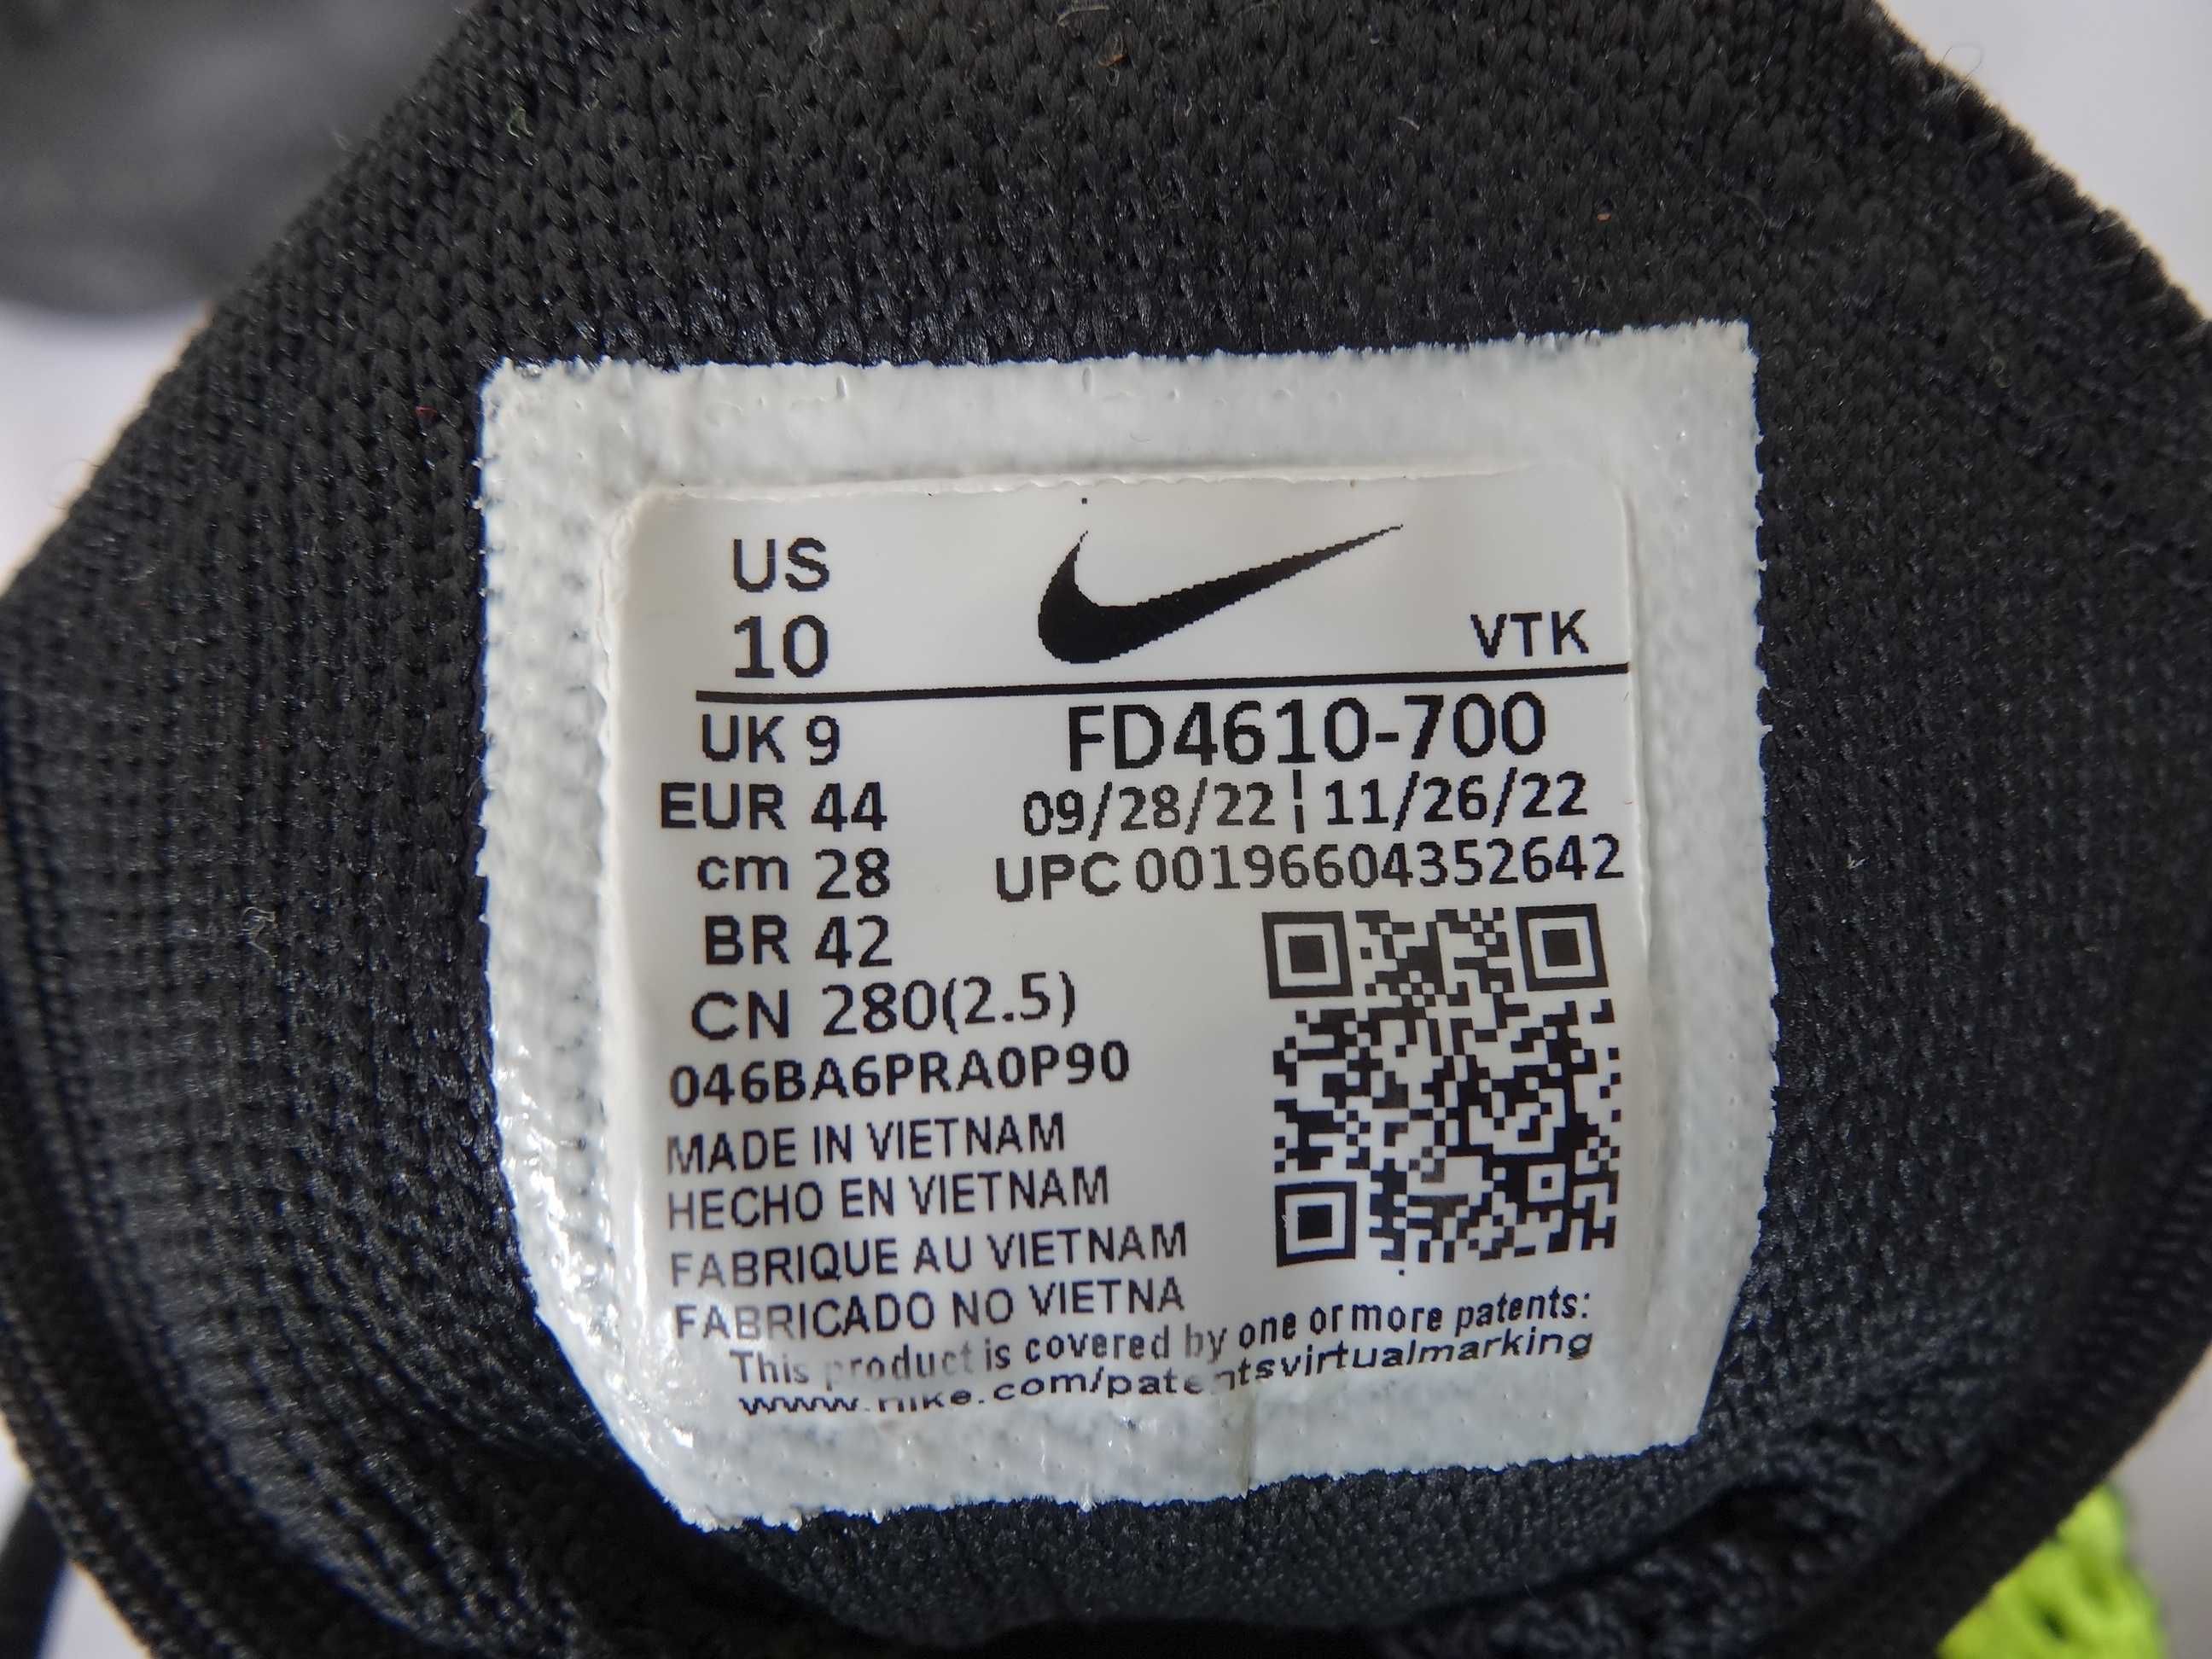 US
10
VTK
UK 9
FD4610-700
EUR 44
09/28/22¦11/26/22
cm 28
UPC 00196604352642
BR 42
CN 280(2.5)
046BA6PRA0P90
MADE IN VIETNAM
HECHO EN VIETNAM
FABRIQUE AU VIETNAM
FABRICADO NO VIETNA
This product is covered by one or more patents:
www.nike.com/patentsvirtualmarking